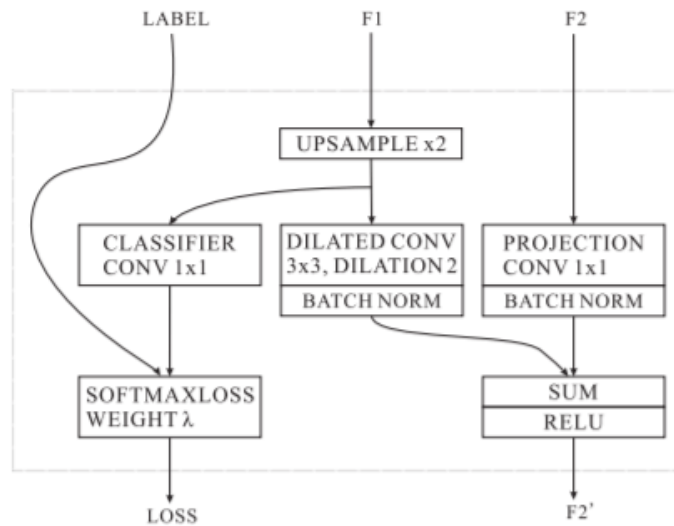 LABEL
F1
F2
UPSAMPLE x2
CLASSIFIER
CONV 1x1
DILATED CONV
3x3, DILATION 2
BATCH NORM
PROJECTION
CONV 1x1
BATCH NORM
SOFTMAXLOSS
WEIGHT λ
SUM
RELU
LOSS
F2'